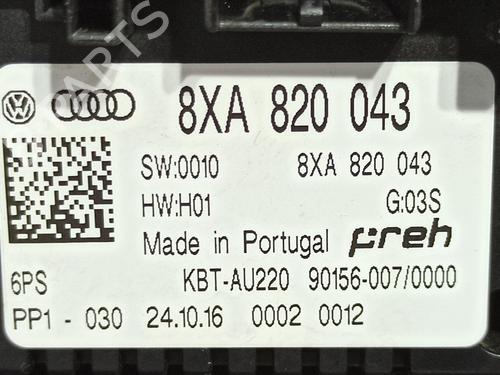 PARTS
8XA 820 043
SW:0010 8XA 820 043
HW:H01 G:03S
Made in Portugal preh
6PS KBT-AU220 90156-007/0000
PP1 - 030 24.10.16 0002 0012